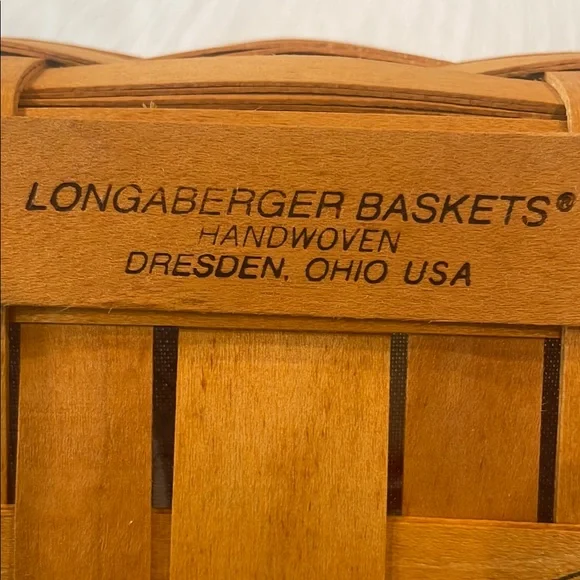 LONGABERGER BASKETS®
HANDWOVEN
DRESDEN, OHIO USA